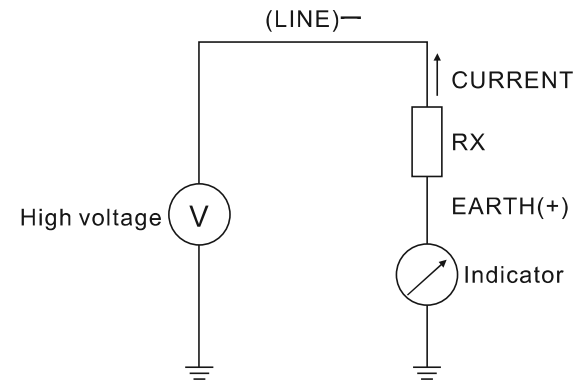 (LINE)—
CURRENT
RX
EARTH(+)
High voltage
V
Indicator